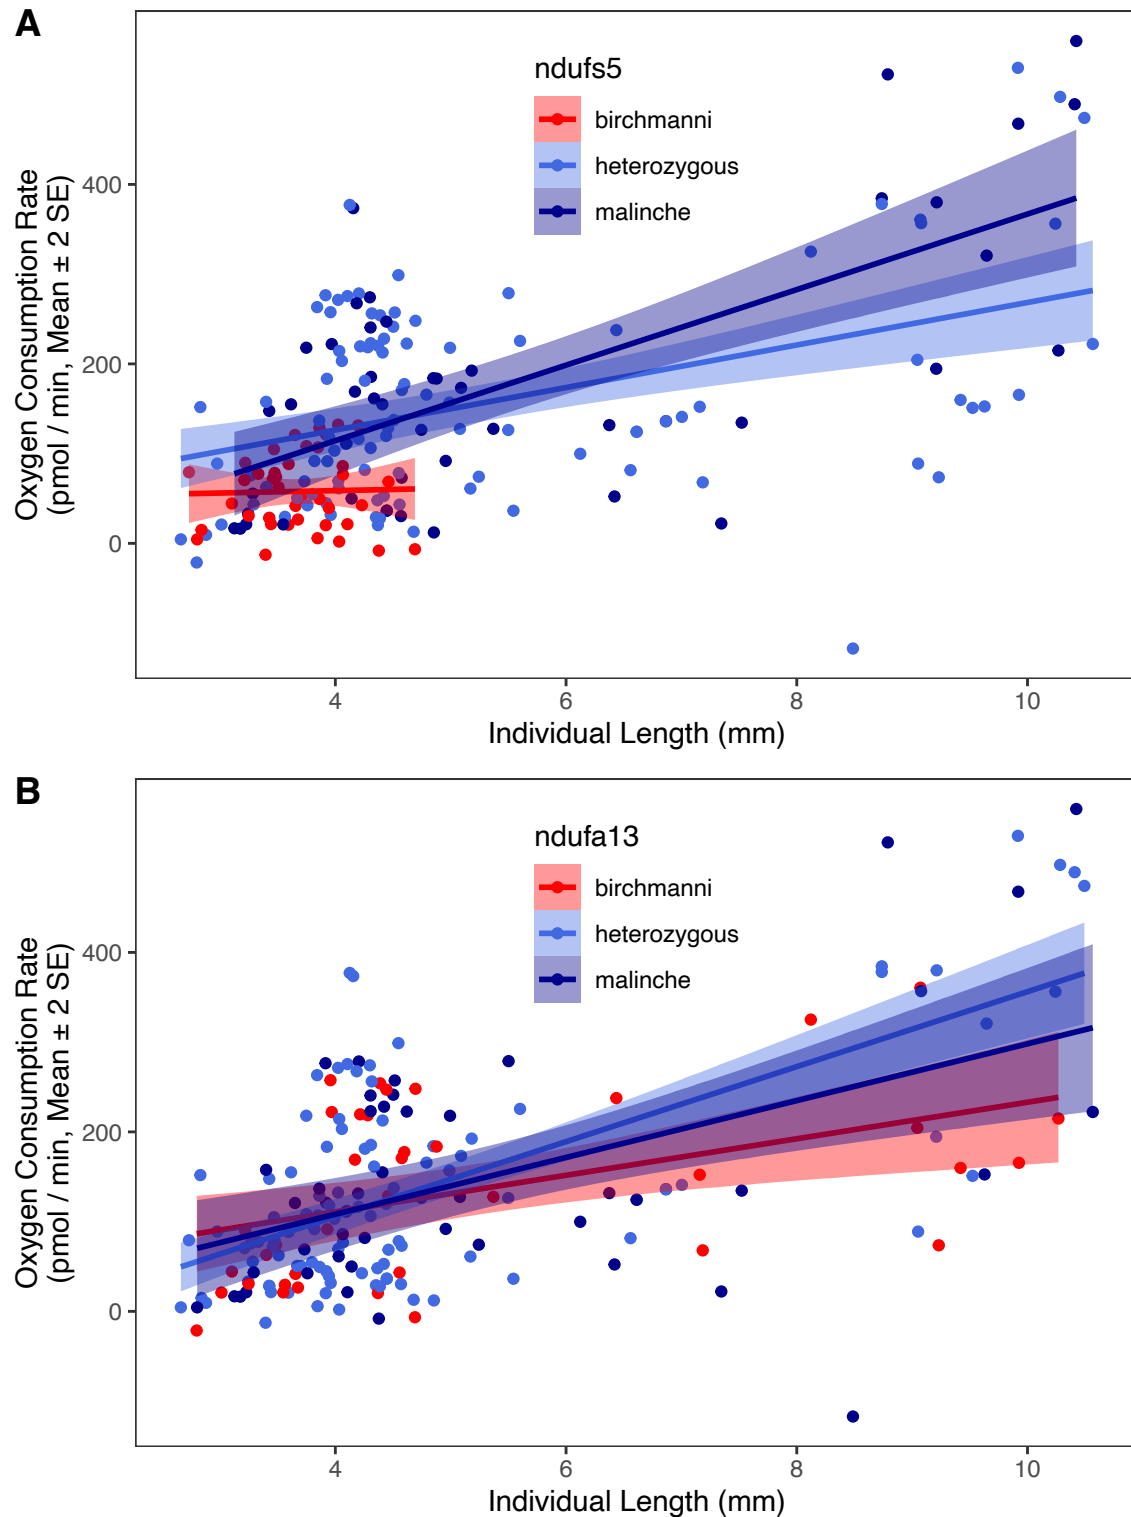 A
ndufs5
birchmanni
heterozygous
malinche
Oxygen Consumption Rate
(pmol / min, Mean ± 2 SE)
400
200
0
4 6 8 10
Individual Length (mm)
B
ndufa13
birchmanni
heterozygous
malinche
Oxygen Consumption Rate
(pmol / min, Mean ± 2 SE)
400
200
0
4 6 8 10
Individual Length (mm)